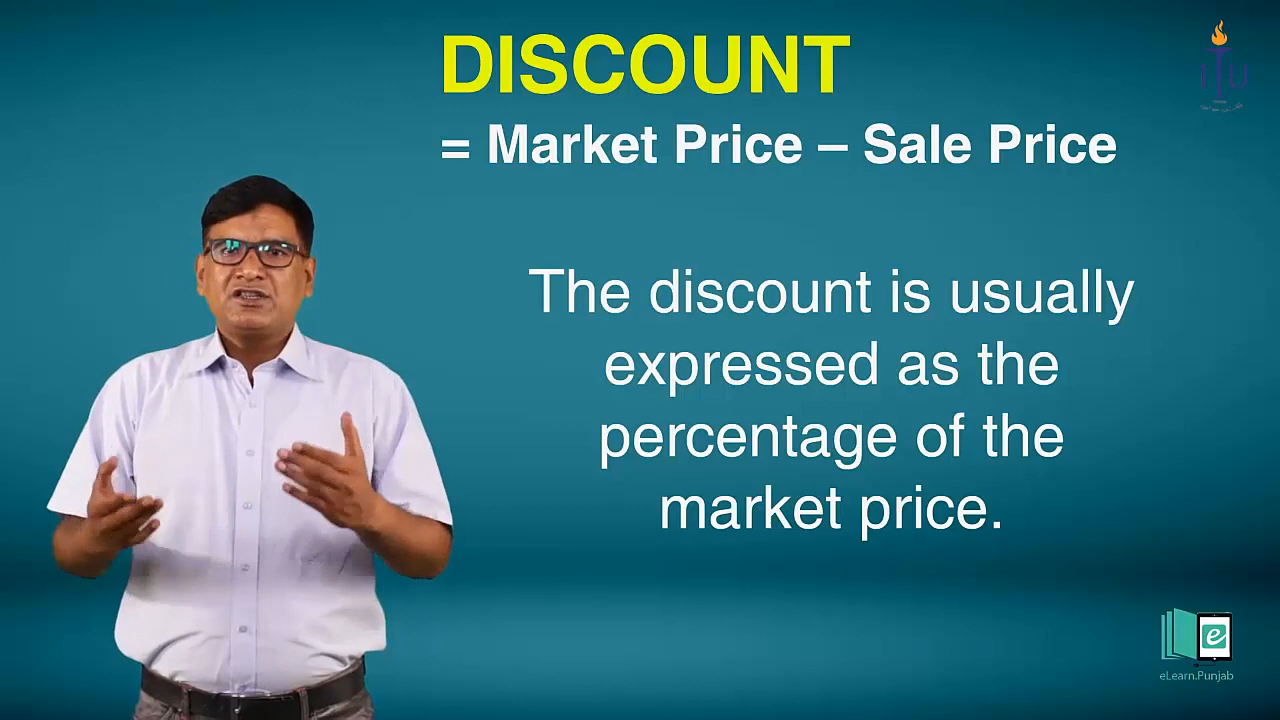 DISCOUNT
= Market Price – Sale Price
The discount is usually
expressed as the
percentage of the
market price.
ITU
e
eLearn.Punjab